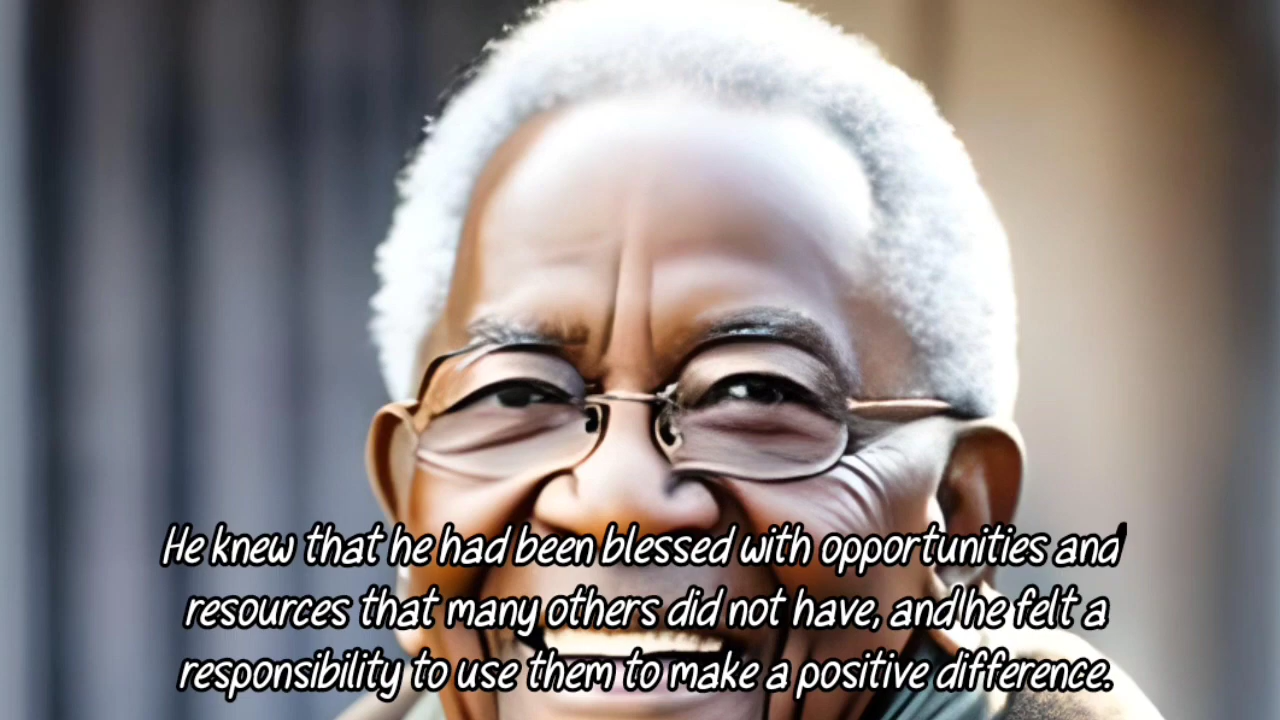 He knew that he had been blessed with opportunities and
resources that many others did not have, and he felt a
responsibility to use them to make a positive difference.